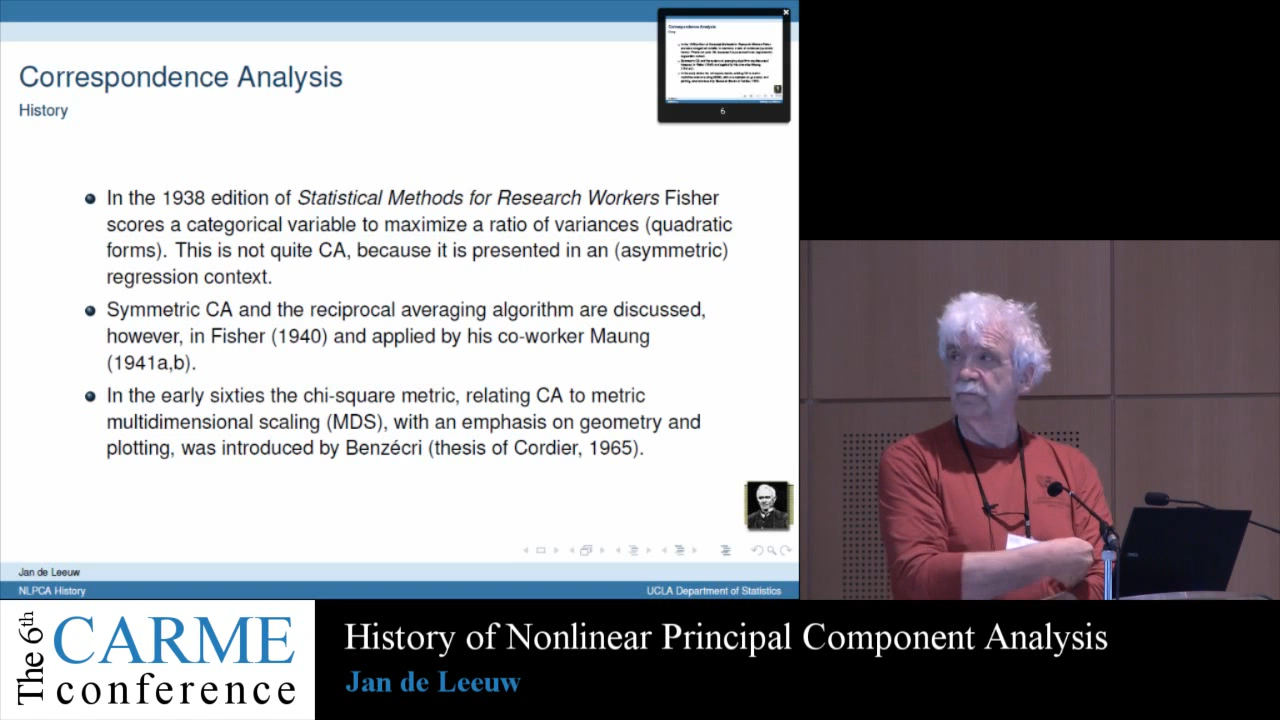 Correspondence Analysis
History
6
In the 1938 edition of Statistical Methods for Research Workers Fisher
scores a categorical variable to maximize a ratio of variances (quadratic
forms). This is not quite CA, because it is presented in an (asymmetric)
regression context.
Symmetric CA and the reciprocal averaging algorithm are discussed,
however, in Fisher (1940) and applied by his co-worker Maung
(1941a,b).
In the early sixties the chi-square metric, relating CA to metric
multidimensional scaling (MDS), with an emphasis on geometry and
plotting, was introduced by Benzécri (thesis of Cordier, 1965).
Jan de Leeuw
NLPCA History
UCLA Department of Statistics
The 6th
CARME
conference
History of Nonlinear Principal Component Analysis
Jan de Leeuw